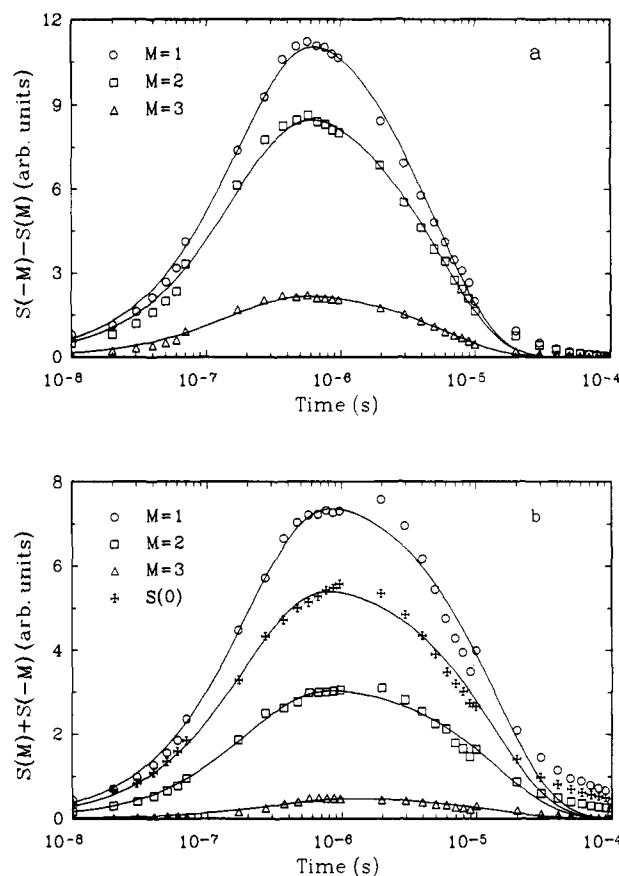 a
M=1
M=2
M=3
S(-M)-S(M) (arb. units)
12
9
6
3
0
10-8
10-7
10-6
10-5
10-4
Time (s)
b
M=1
M=2
M=3
S(0)
S(M)+S(-M) (arb. units)
8
6
4
2
0
10-8
10-7
10-6
10-5
10-4
Time (s)